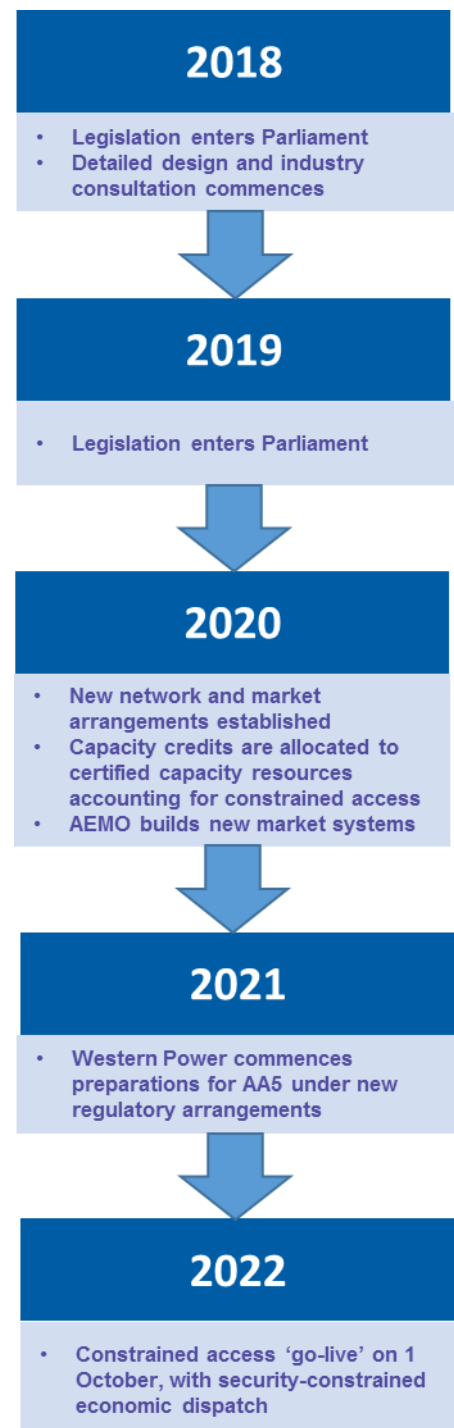 2018
• Legislation enters Parliament
• Detailed design and industry
consultation commences
2019
• Legislation enters Parliament
2020
• New network and market
arrangements established
• Capacity credits are allocated to
certified capacity resources
accounting for constrained access
• AEMO builds new market systems
2021
• Western Power commences
preparations for AA5 under new
regulatory arrangements
2022
• Constrained access ‘go-live’ on 1
October, with security-constrained
economic dispatch